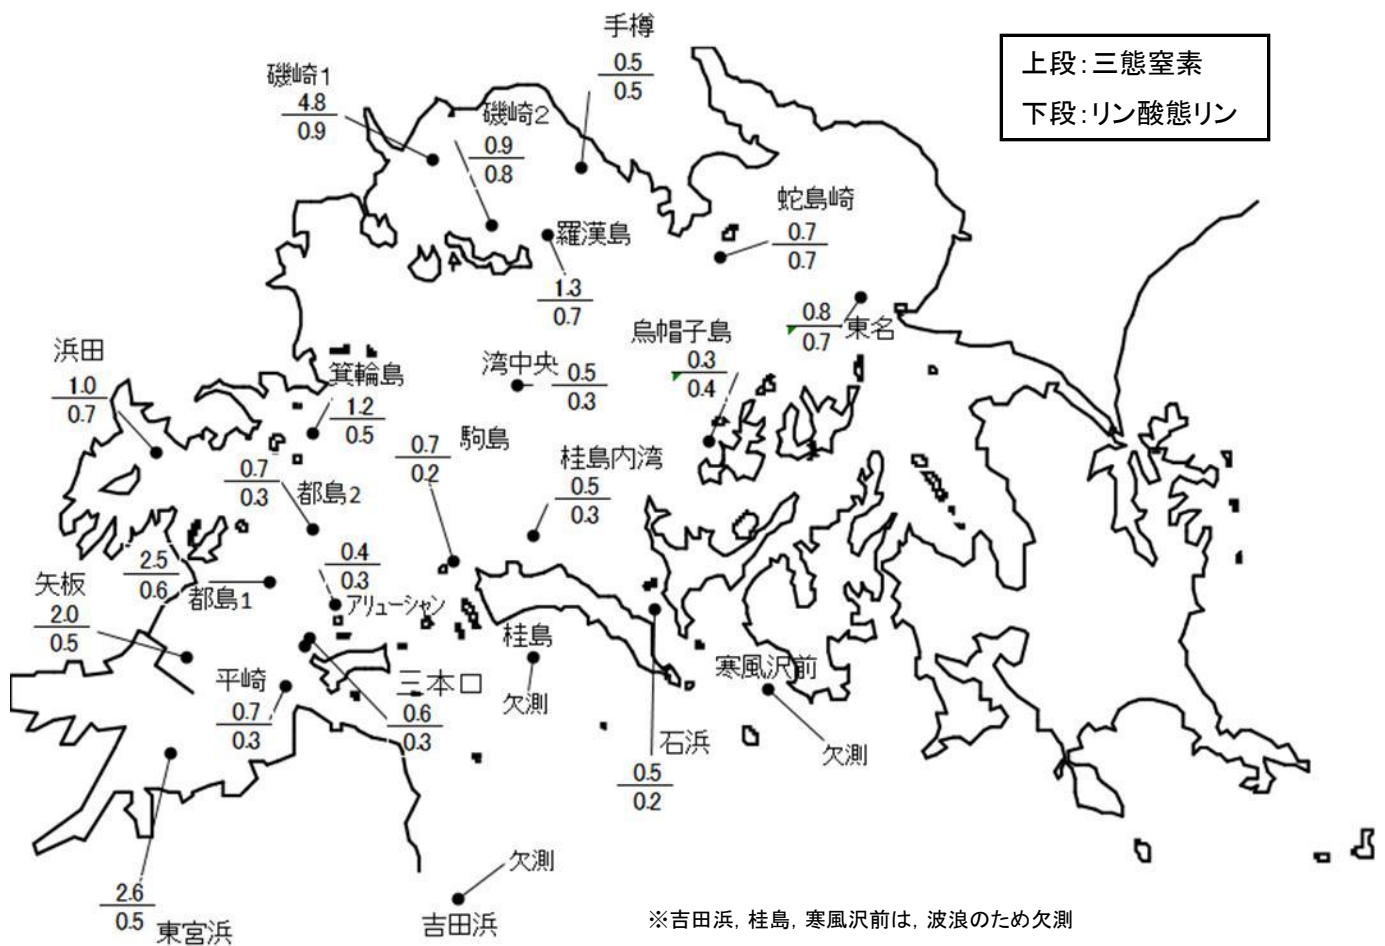 手樽
0.5
0.5
上段：三態窒素
下段：リン酸態リン
磯崎1
4.8
0.9
磯崎2
0.9
0.8
蛇島崎
0.7
0.7
羅漢島
1.3
0.7
0.8
0.7
東名
烏帽子島
0.3
0.4
浜田
1.0
0.7
箕輪島
1.2
0.5
湾中央
0.5
0.3
駒島
0.7
0.2
桂島内湾
0.5
0.3
0.7
0.3
都島2
2.5
0.6
都島1
0.4
0.3
アリューシャン
矢板
2.0
0.5
平崎
0.7
0.3
三本口
0.6
0.3
桂島
欠測
寒風沢前
欠測
石浜
0.5
0.2
2.6
0.5
東宮浜
欠測
吉田浜
※吉田浜，桂島，寒風沢前は，波浪のため欠測